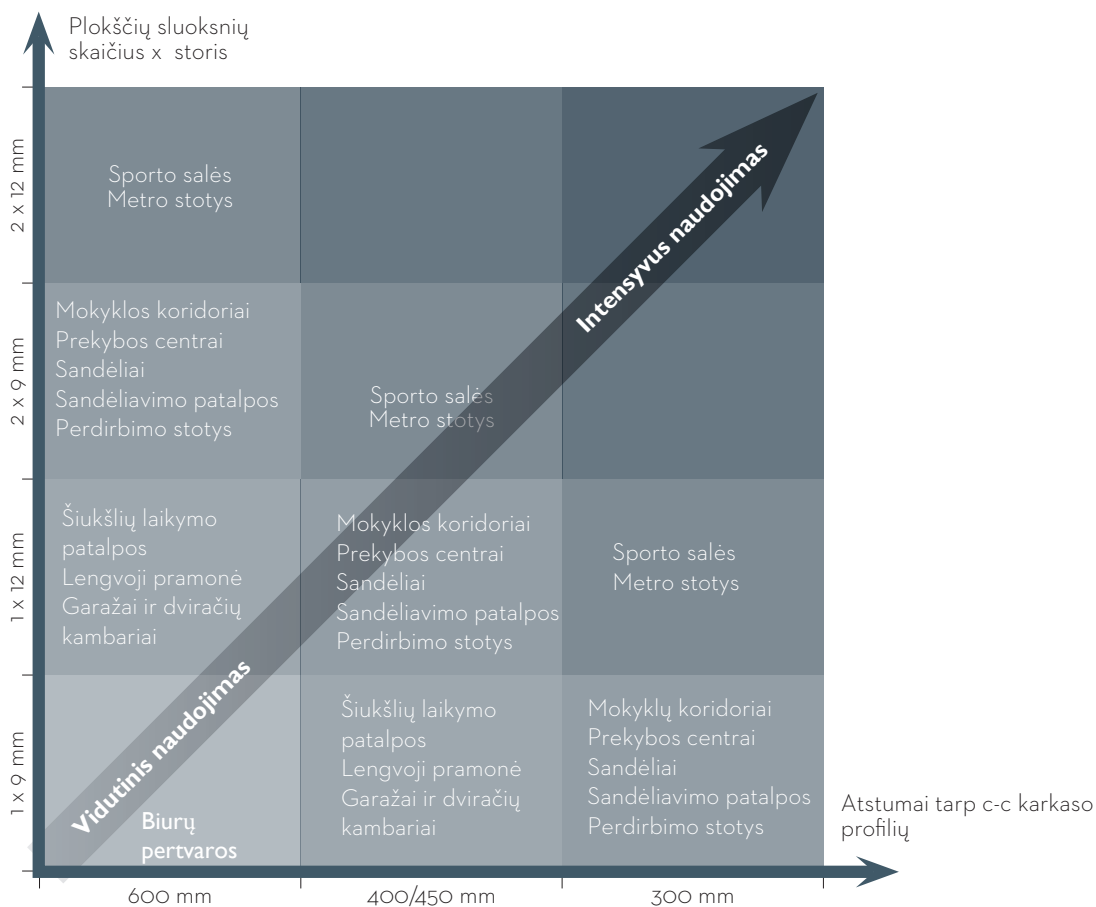 Plokščių sluoksnių
skaičius x storis
2 x 12 mm
Sporto salės
Metro stotys
Intensyvus naudojimas
2 x 9 mm
Mokyklos koridoriai
Prekybos centrai
Sandėliai
Sandėliavimo patalpos
Perdirbimo stotys
Sporto salės
Metro stotys
1 x 12 mm
Šiukšlių laikymo
patalpos
Lengvoji pramonė
Garažai ir dviračių
kambariai
Mokyklos koridoriai
Prekybos centrai
Sandėliai
Sandėliavimo patalpos
Perdirbimo stotys
Sporto salės
Metro stotys
1 x 9 mm
Vidutinis naudojimas
Biurų
pertvaros
Šiukšlių laikymo
patalpos
Lengvoji pramonė
Garažai ir dviračių
kambariai
Mokyklų koridoriai
Prekybos centrai
Sandėliai
Sandėliavimo patalpos
Perdirbimo stotys
Atstumai tarp c-c karkaso
profilių
600 mm
400/450 mm
300 mm